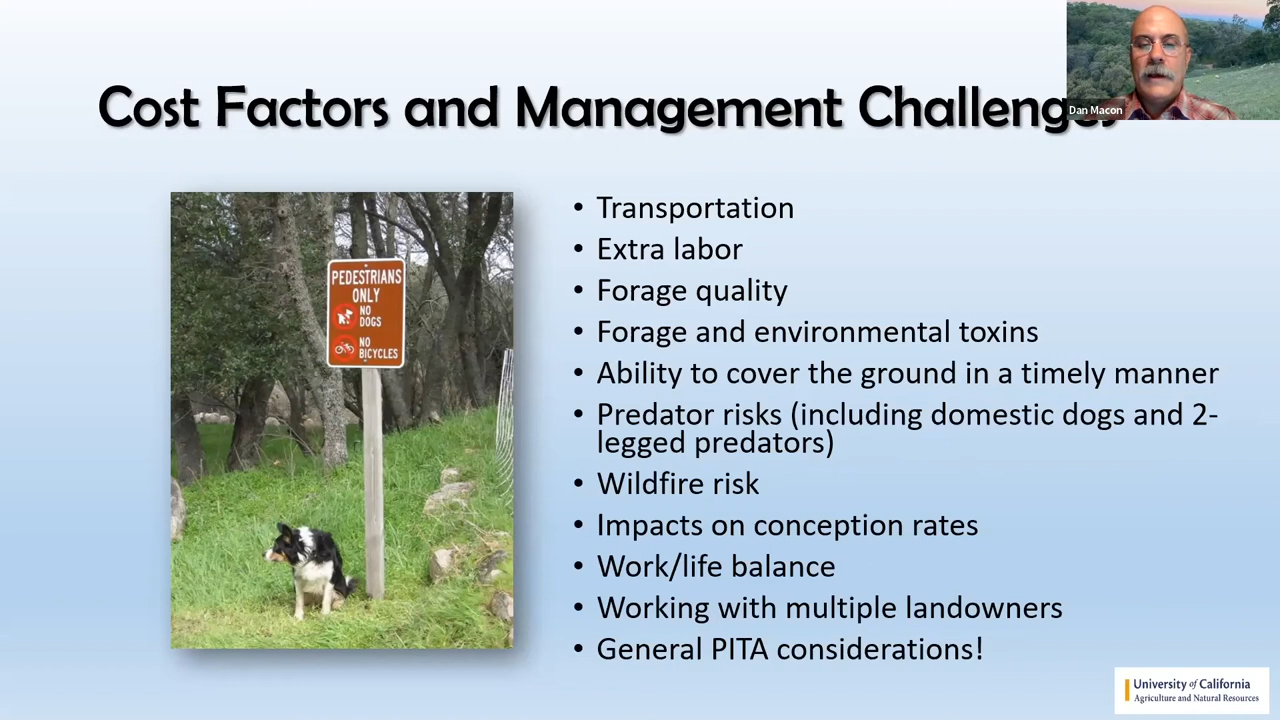 Dan Macon
Cost Factors and Management Challenges
PEDESTRIANS
ONLY
NO
DOGS
NO
BICYCLES
• Transportation
• Extra labor
• Forage quality
• Forage and environmental toxins
• Ability to cover the ground in a timely manner
• Predator risks (including domestic dogs and 2-
legged predators)
• Wildfire risk
• Impacts on conception rates
• Work/life balance
• Working with multiple landowners
• General PITA considerations!
University of California
Agriculture and Natural Resources